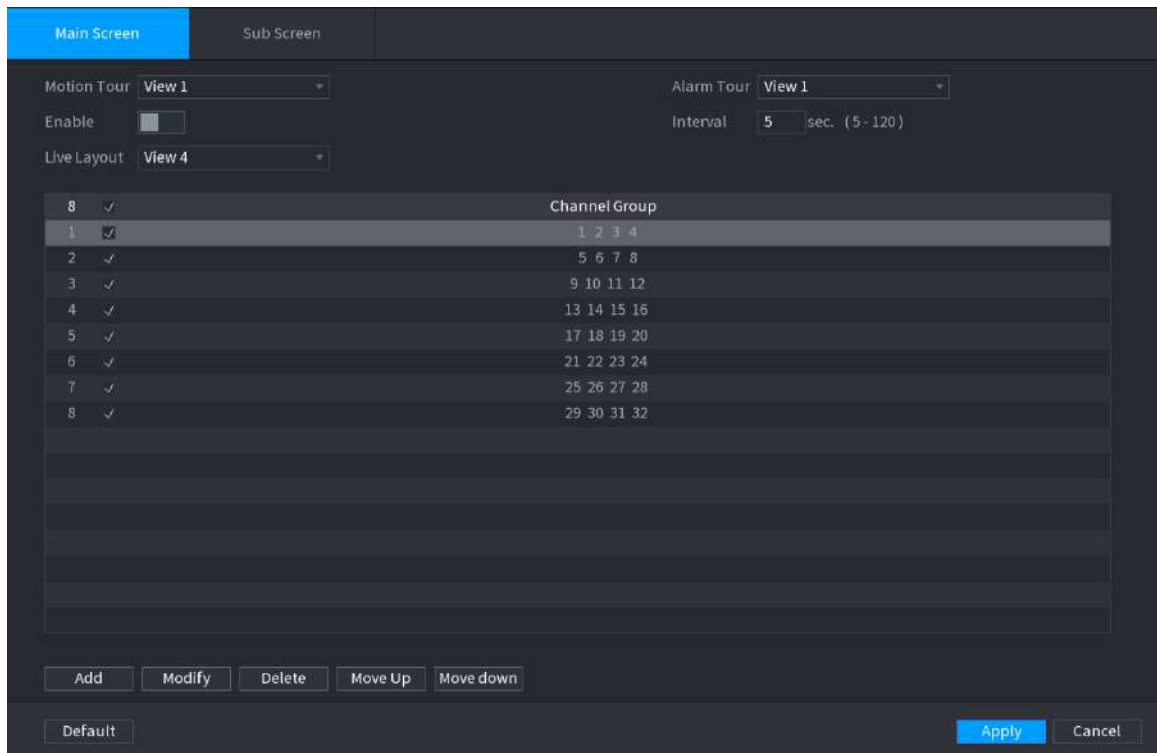 Main Screen Sub Screen
Motion Tour View 1 Alarm Tour View 1
Enable Interval 5 sec. (5-120)
Live Layout View 4
8 Channel Group
1 1 2 3 4
2 5 6 7 8
3 9 10 11 12
4 13 14 15 16
5 17 18 19 20
6 21 22 23 24
7 25 26 27 28
8 29 30 31 32
Add Modify Delete Move Up Move down
Default Apply Cancel